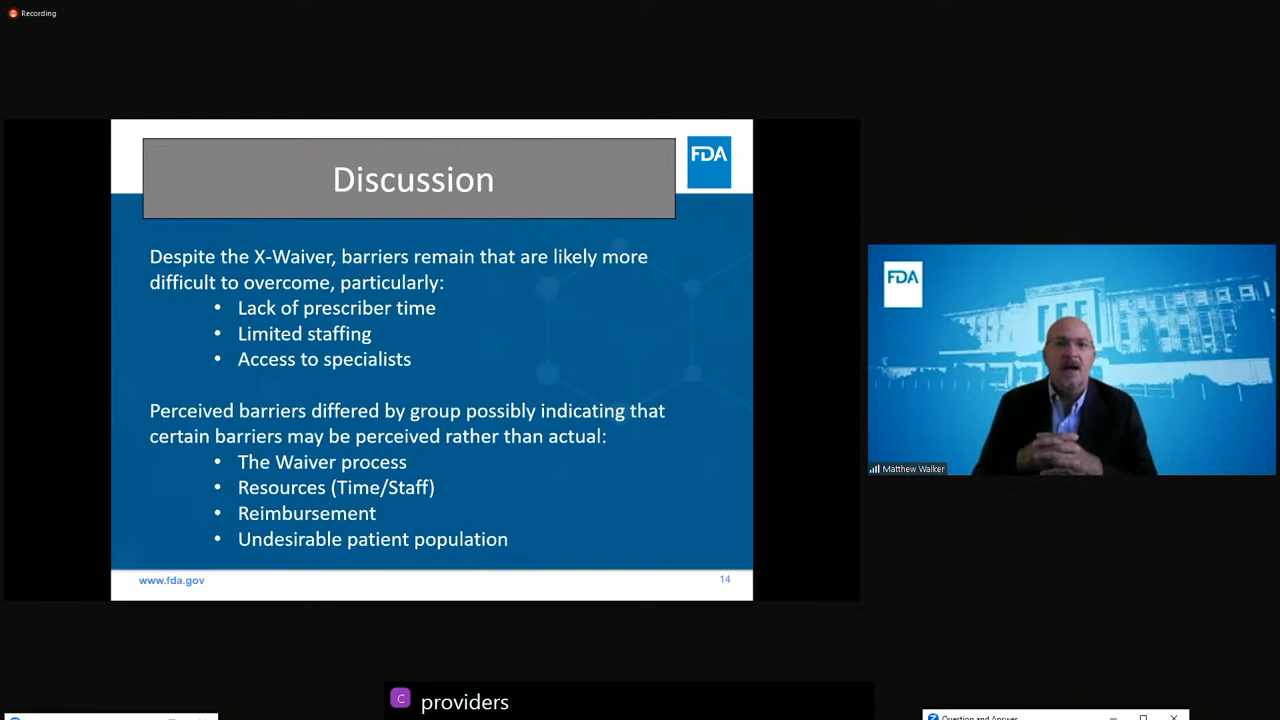 Recording
Discussion
FDA
Despite the X-Waiver, barriers remain that are likely more
difficult to overcome, particularly:
• Lack of prescriber time
• Limited staffing
• Access to specialists
Perceived barriers differed by group possibly indicating that
certain barriers may be perceived rather than actual:
• The Waiver process
• Resources (Time/Staff)
• Reimbursement
• Undesirable patient population
www.fda.gov
14
FDA
Matthew Walker
C providers
Question and Answer